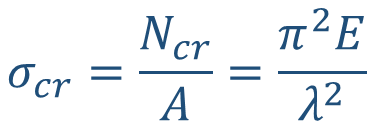 σ_cr = N_cr / A = π²E / λ²